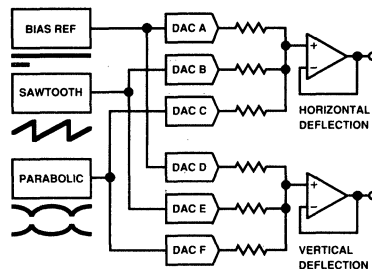 BIAS REF
SAWTOOTH
PARABOLIC
DAC A
DAC B
DAC C
DAC D
DAC E
DAC F
+
−
HORIZONTAL
DEFLECTION
+
−
VERTICAL
DEFLECTION